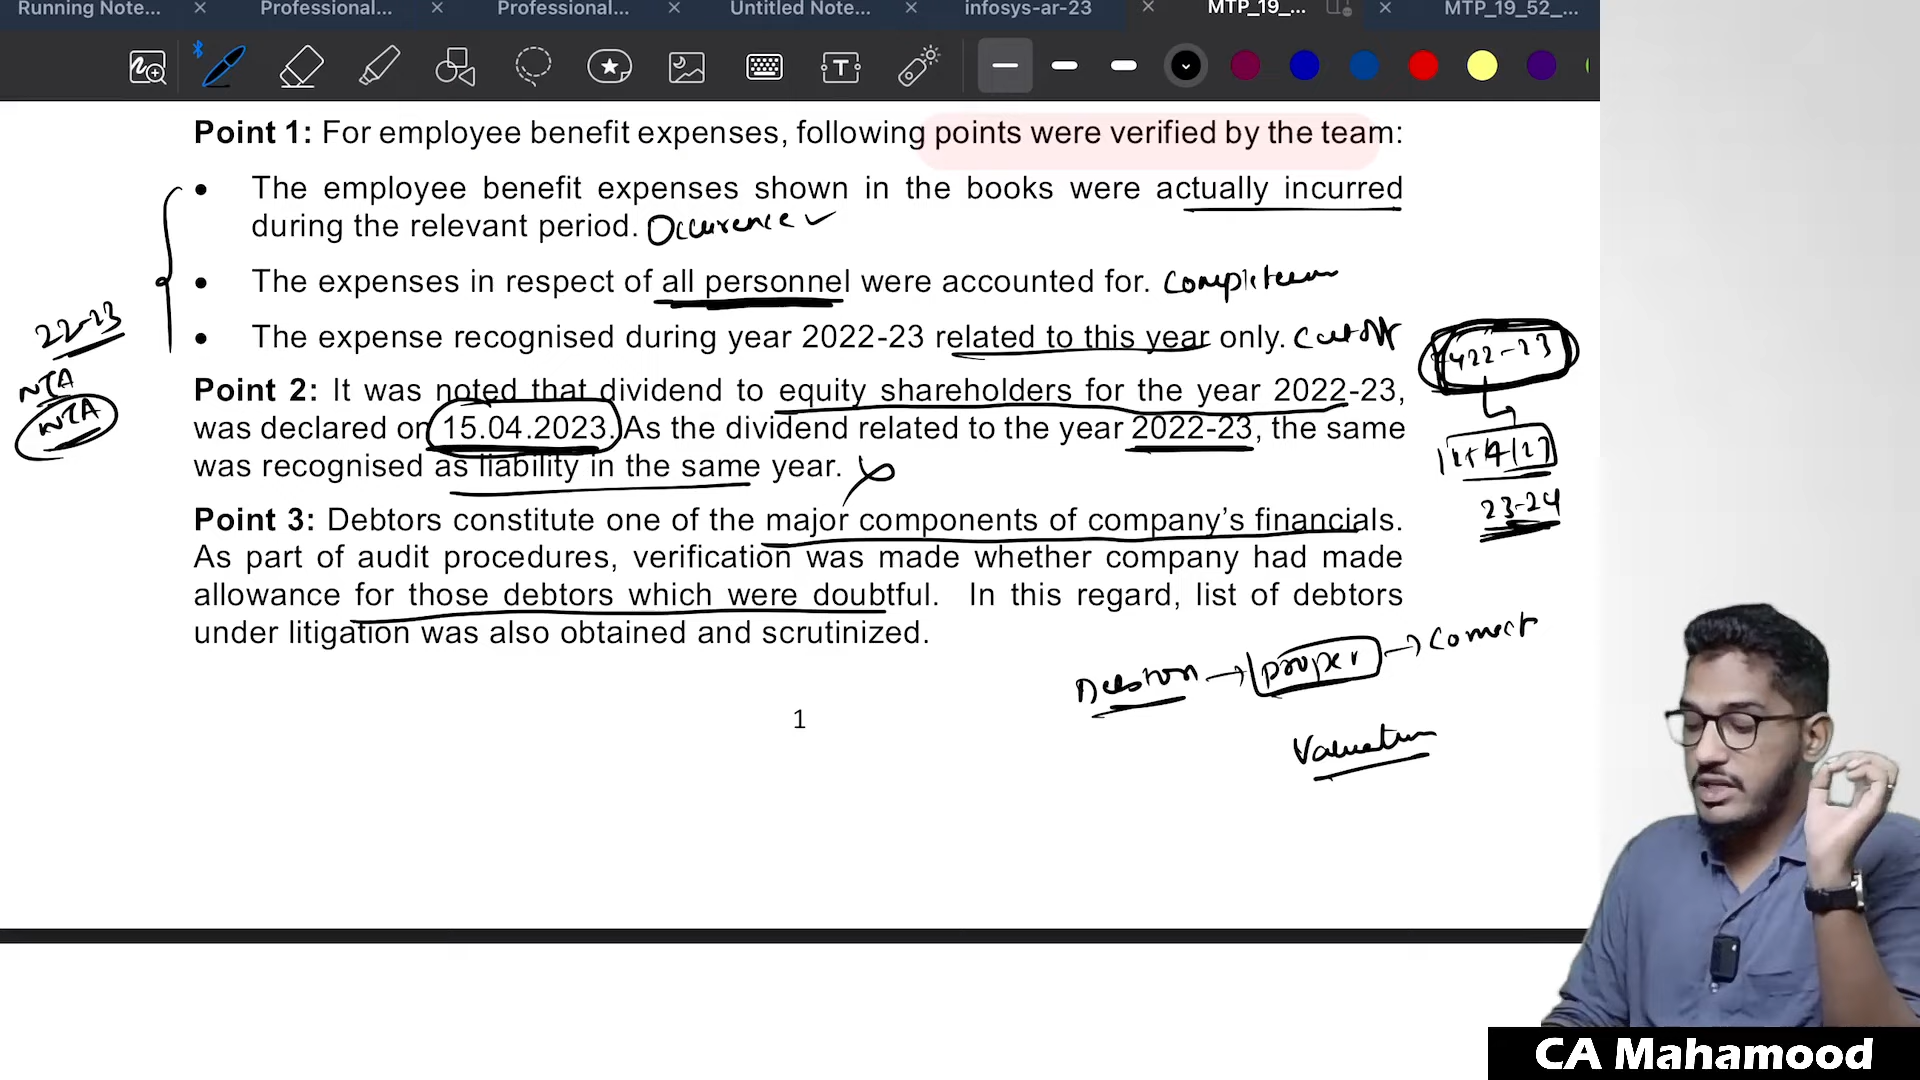 Running Note... × Professional... × Professional... × Untitled Note... × infosys-ar-23 × MTP_19_... × MTP_19_52_...
Point 1: For employee benefit expenses, following points were verified by the team:
• The employee benefit expenses shown in the books were actually incurred
during the relevant period. Occurence ✓
• The expenses in respect of all personnel were accounted for.
22-23
• The expense recognised during year 2022-23 related to this year only. Cutoff
22-23
NTA
Point 2: It was noted that dividend to equity shareholders for the year 2022-23,
NTA
was declared on 15.04.2023. As the dividend related to the year 2022-23, the same
was recognised as liability in the same year.
23-24
Point 3: Debtors constitute one of the major components of company’s financials.
As part of audit procedures, verification was made whether company had made
allowance for those debtors which were doubtful. In this regard, list of debtors
under litigation was also obtained and scrutinized.
→ proper →
1
Valuation
CA Mahamood